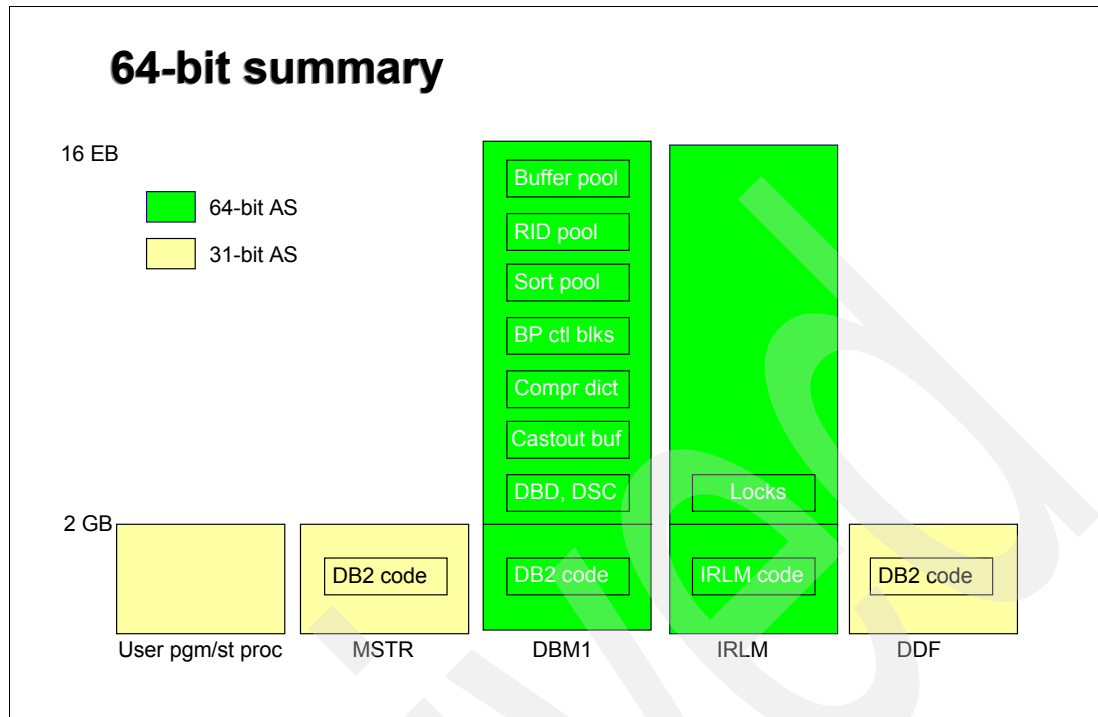 64-bit summary
16 EB
64-bit AS
31-bit AS
Buffer pool
RID pool
Sort pool
BP ctl blks
Compr dict
Castout buf
DBD, DSC
Locks
2 GB
DB2 code
DB2 code
IRLM code
DB2 code
User pgm/st proc
MSTR
DBM1
IRLM
DDF